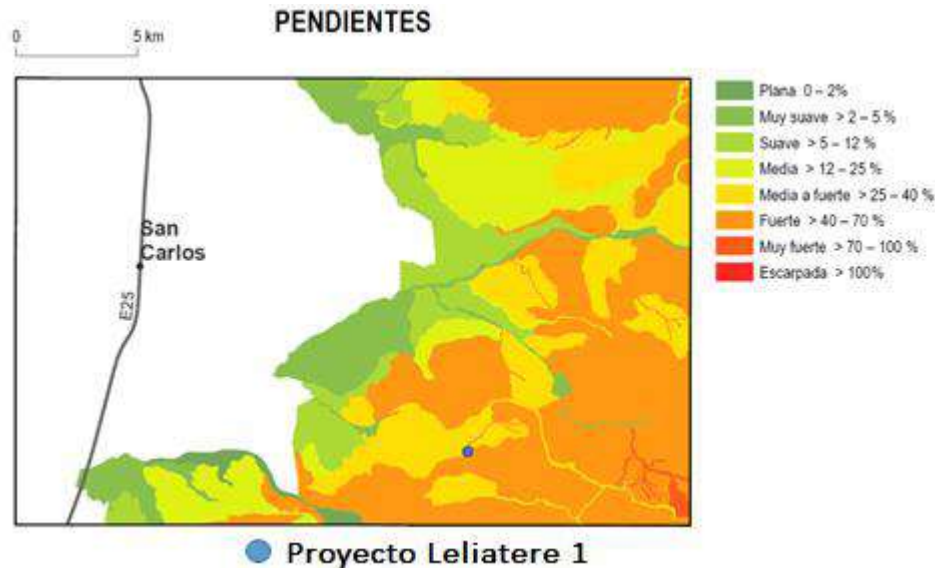 PENDIENTES
0 5 km
Plana 0 – 2%
Muy suave > 2 – 5 %
Suave > 5 – 12 %
Media > 12 – 25 %
Media a fuerte > 25 – 40 %
Fuerte > 40 – 70 %
Muy fuerte > 70 – 100 %
Escarpada > 100%
San
Carlos
E25
Proyecto Leliatere 1